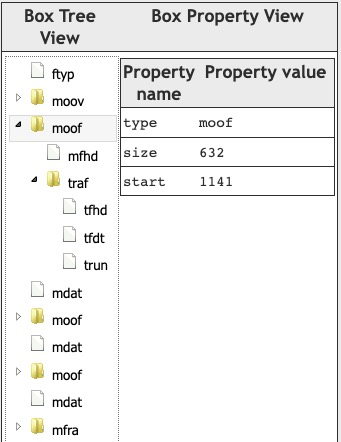 Box Tree
View
Box Property View
ftyp
moov
moof
mfhd
traf
tfhd
tfdt
trun
mdat
moof
mdat
moof
mdat
mfra
Property
name
Property value
type moof
size 632
start 1141